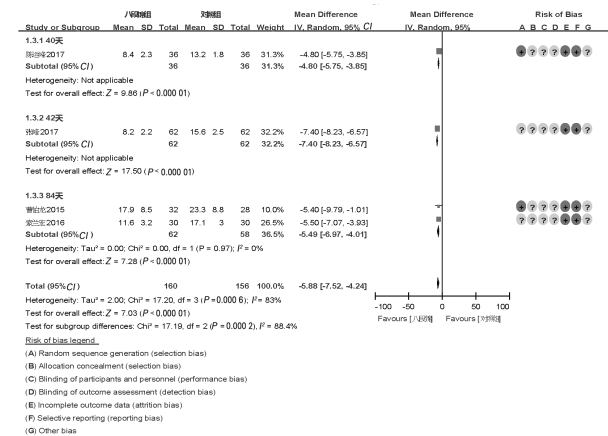 八段锦组 对照组 Mean Difference Mean Difference Risk of Bias
Study or Subgroup Mean SD Total Mean SD Total Weight IV, Random, 95% CI IV, Random, 95% A B C D E F G
1.3.1 40天
2017 8.4 2.3 36 13.2 1.8 36 31.3% -4.80 [-5.75, -3.85] + ? ? ? + + ?
Subtotal (95% CI) 36 36 31.3% -4.80 [-5.75, -3.85]
Heterogeneity: Not applicable
Test for overall effect: Z = 9.86 (P < 0.000 01)
1.3.2 42天
2017 8.2 2.2 62 15.6 2.5 62 32.2% -7.40 [-8.23, -6.57] ? ? ? ? + + ?
Subtotal (95% CI) 62 62 32.2% -7.40 [-8.23, -6.57]
Heterogeneity: Not applicable
Test for overall effect: Z = 17.50 (P < 0.000 01)
1.3.3 84天
2015 17.9 8.5 32 23.3 8.8 28 10.0% -5.40 [-9.79, -1.01] + ? ? ? + + ?
2016 11.6 3.2 30 17.1 3 30 26.5% -5.50 [-7.07, -3.93] ? ? ? ? + + ?
Subtotal (95% CI) 62 58 36.5% -5.49 [-6.97, -4.01]
Heterogeneity: Tau² = 0.00; Chi² = 0.00, df = 1 (P = 0.97); I² = 0%
Test for overall effect: Z = 7.28 (P < 0.000 01)
Total (95% CI) 160 156 100.0% -5.88 [-7.52, -4.24]
Heterogeneity: Tau² = 2.00; Chi² = 17.20, df = 3 (P = 0.000 6); I² = 83%
Test for overall effect: Z = 7.03 (P < 0.000 01)
Test for subgroup differences: Chi² = 17.19, df = 2 (P = 0.000 2), I² = 88.4%
-100 -50 0 50 100
Favours [八段锦] Favours [对照组]
Risk of bias legend
(A) Random sequence generation (selection bias)
(B) Allocation concealment (selection bias)
(C) Blinding of participants and personnel (performance bias)
(D) Blinding of outcome assessment (detection bias)
(E) Incomplete outcome data (attrition bias)
(F) Selective reporting (reporting bias)
(G) Other bias